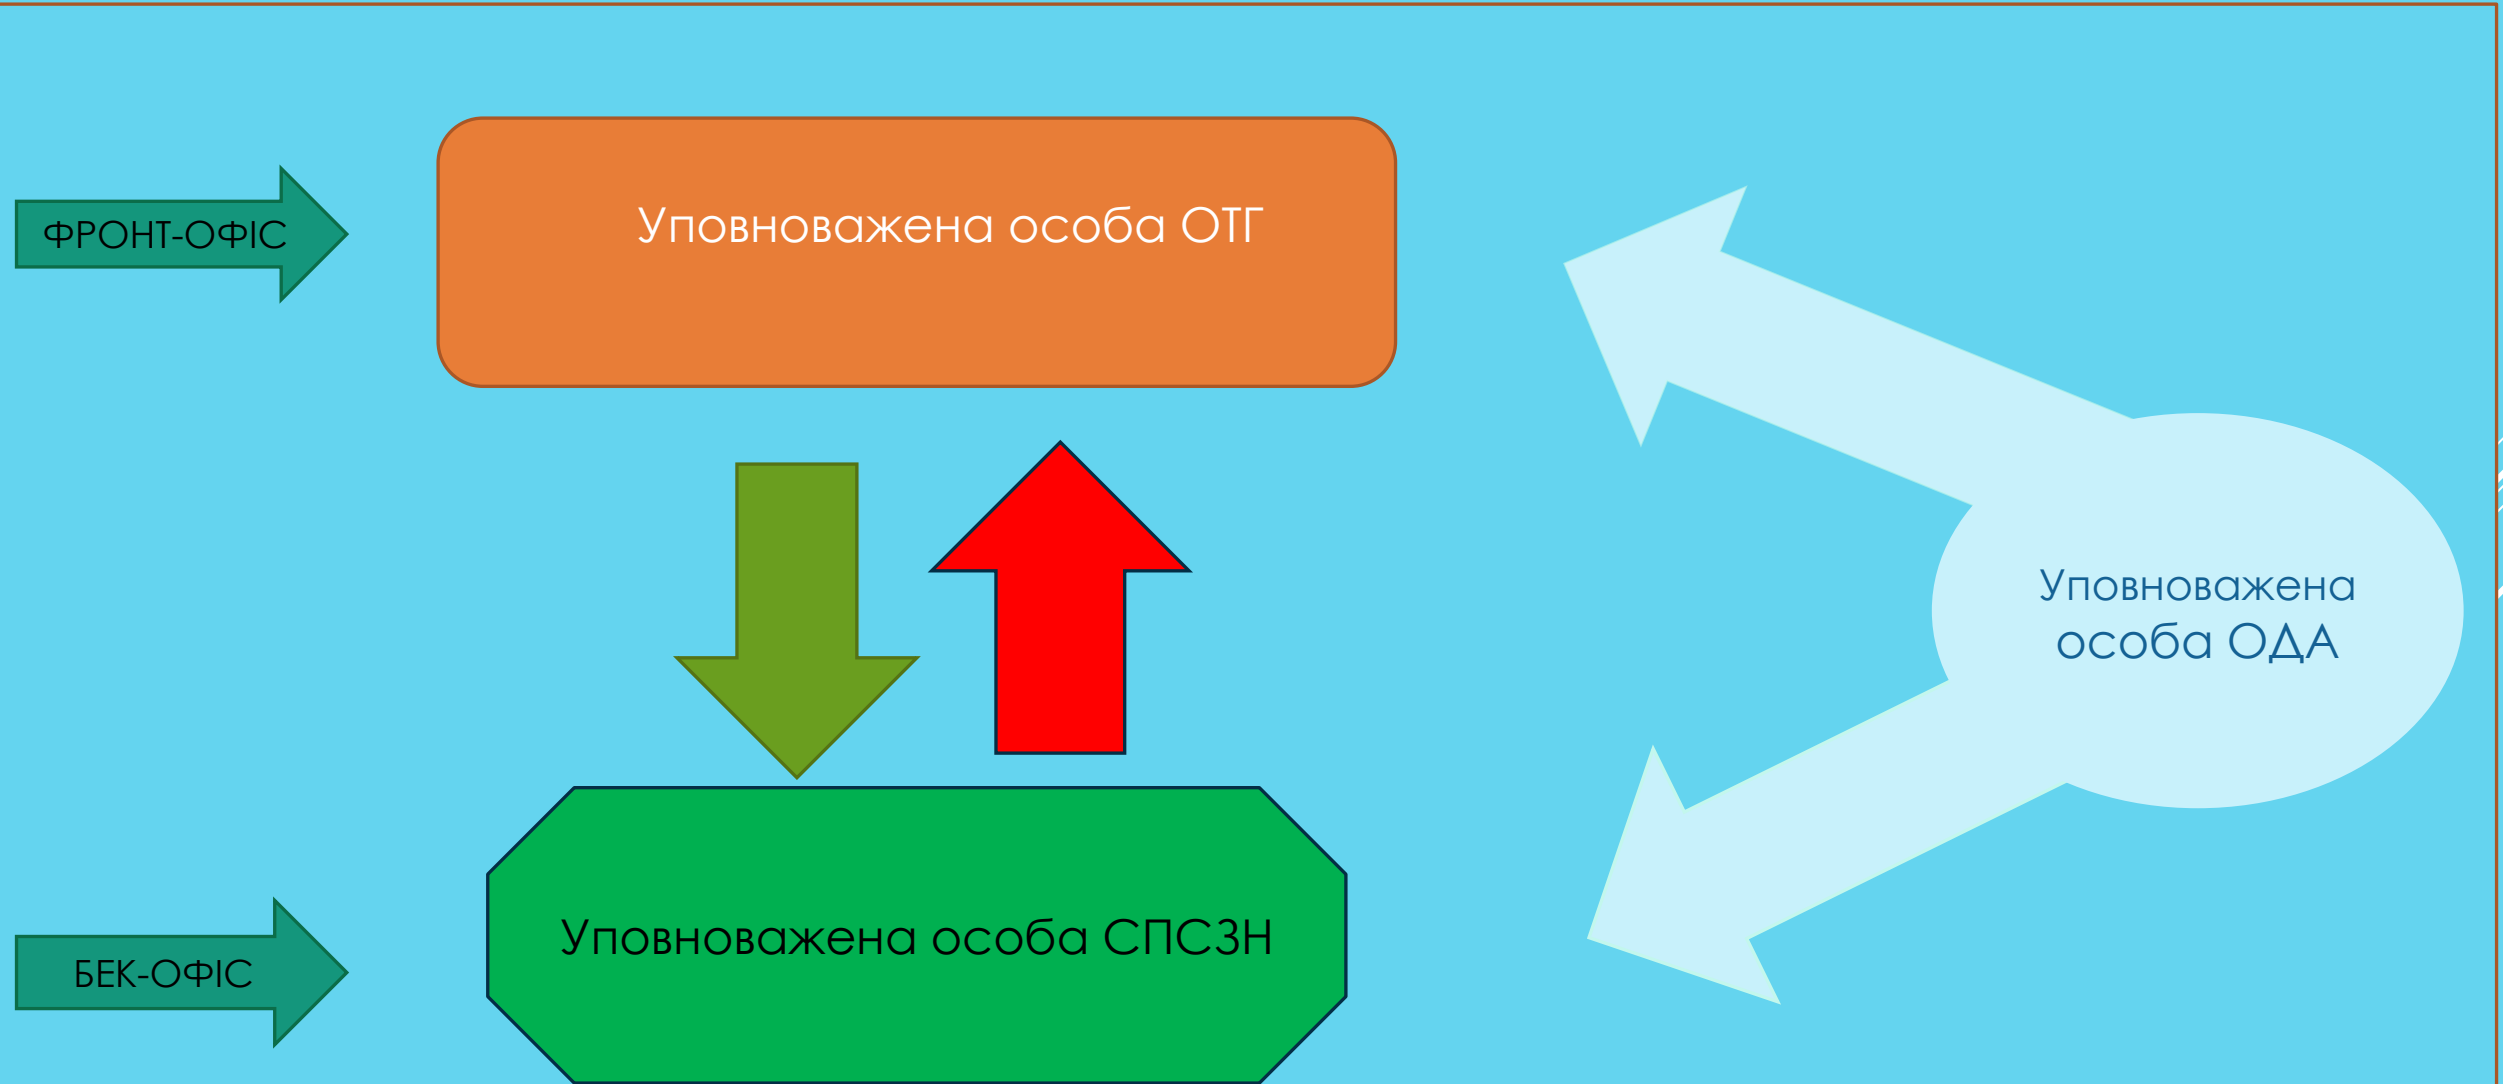 ФРОНТ-ОФІС
Уповноважена особа ОТГ
Уповноважена
особа ОДА
БЕК-ОФІС
Уповноважена особа СПСЗН